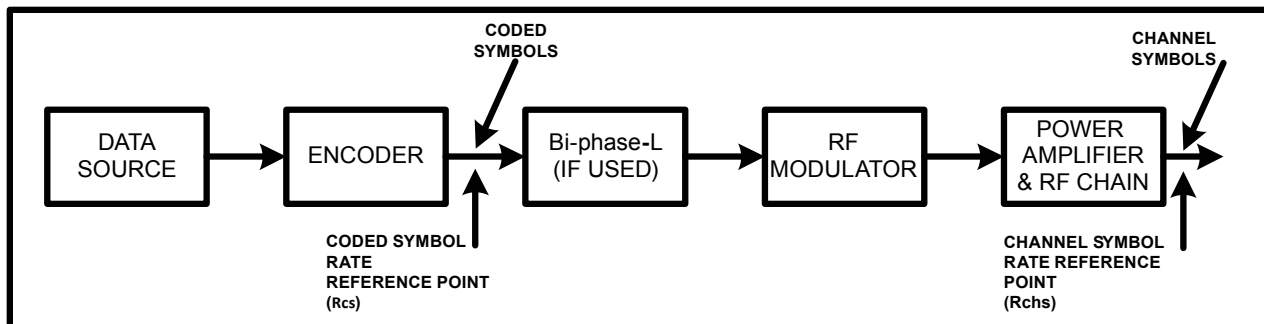 CODED
SYMBOLS
CHANNEL
SYMBOLS
DATA
SOURCE
ENCODER
Bi-phase-L
(IF USED)
RF
MODULATOR
POWER
AMPLIFIER
& RF CHAIN
CODED SYMBOL
RATE
REFERENCE POINT
(Rcs)
CHANNEL SYMBOL
RATE REFERENCE
POINT
(Rchs)